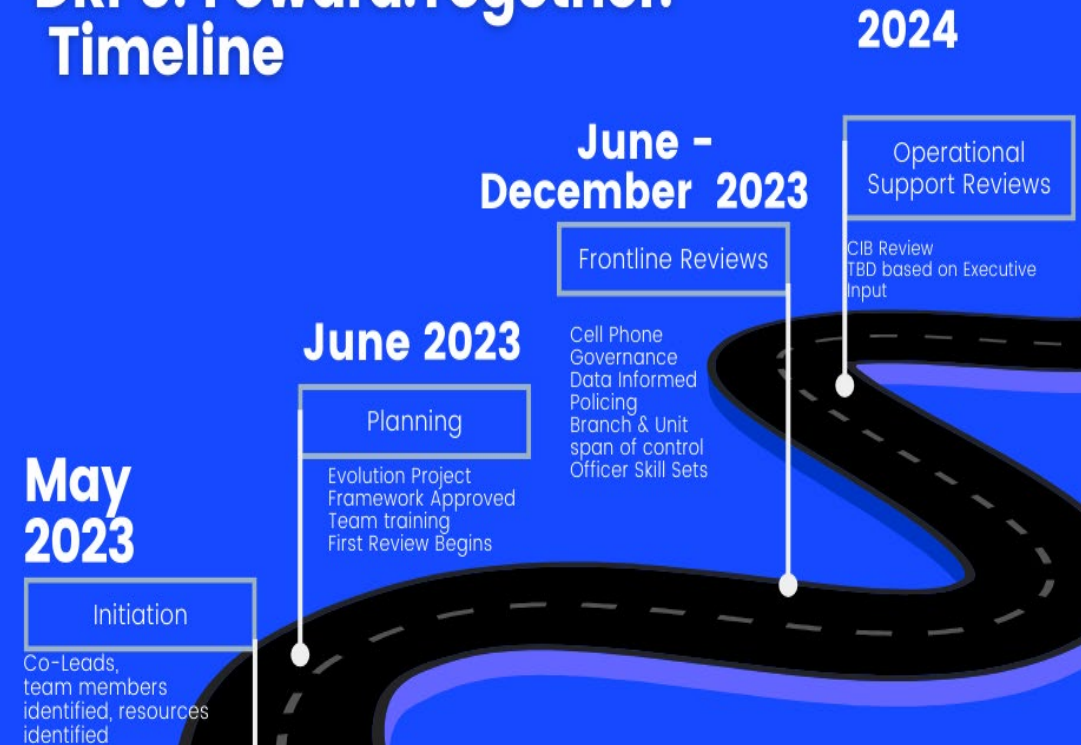 Timeline
2024
Operational
Support Reviews
CIB Review
TBD based on Executive
Input
June -
December 2023
Frontline Reviews
Cell Phone
Governance
Data Informed
Policing
Branch & Unit
span of control
Officer Skill Sets
June 2023
Planning
Evolution Project
Framework Approved
Team training
First Review Begins
May
2023
Initiation
Co-Leads,
team members
identified, resources
identified